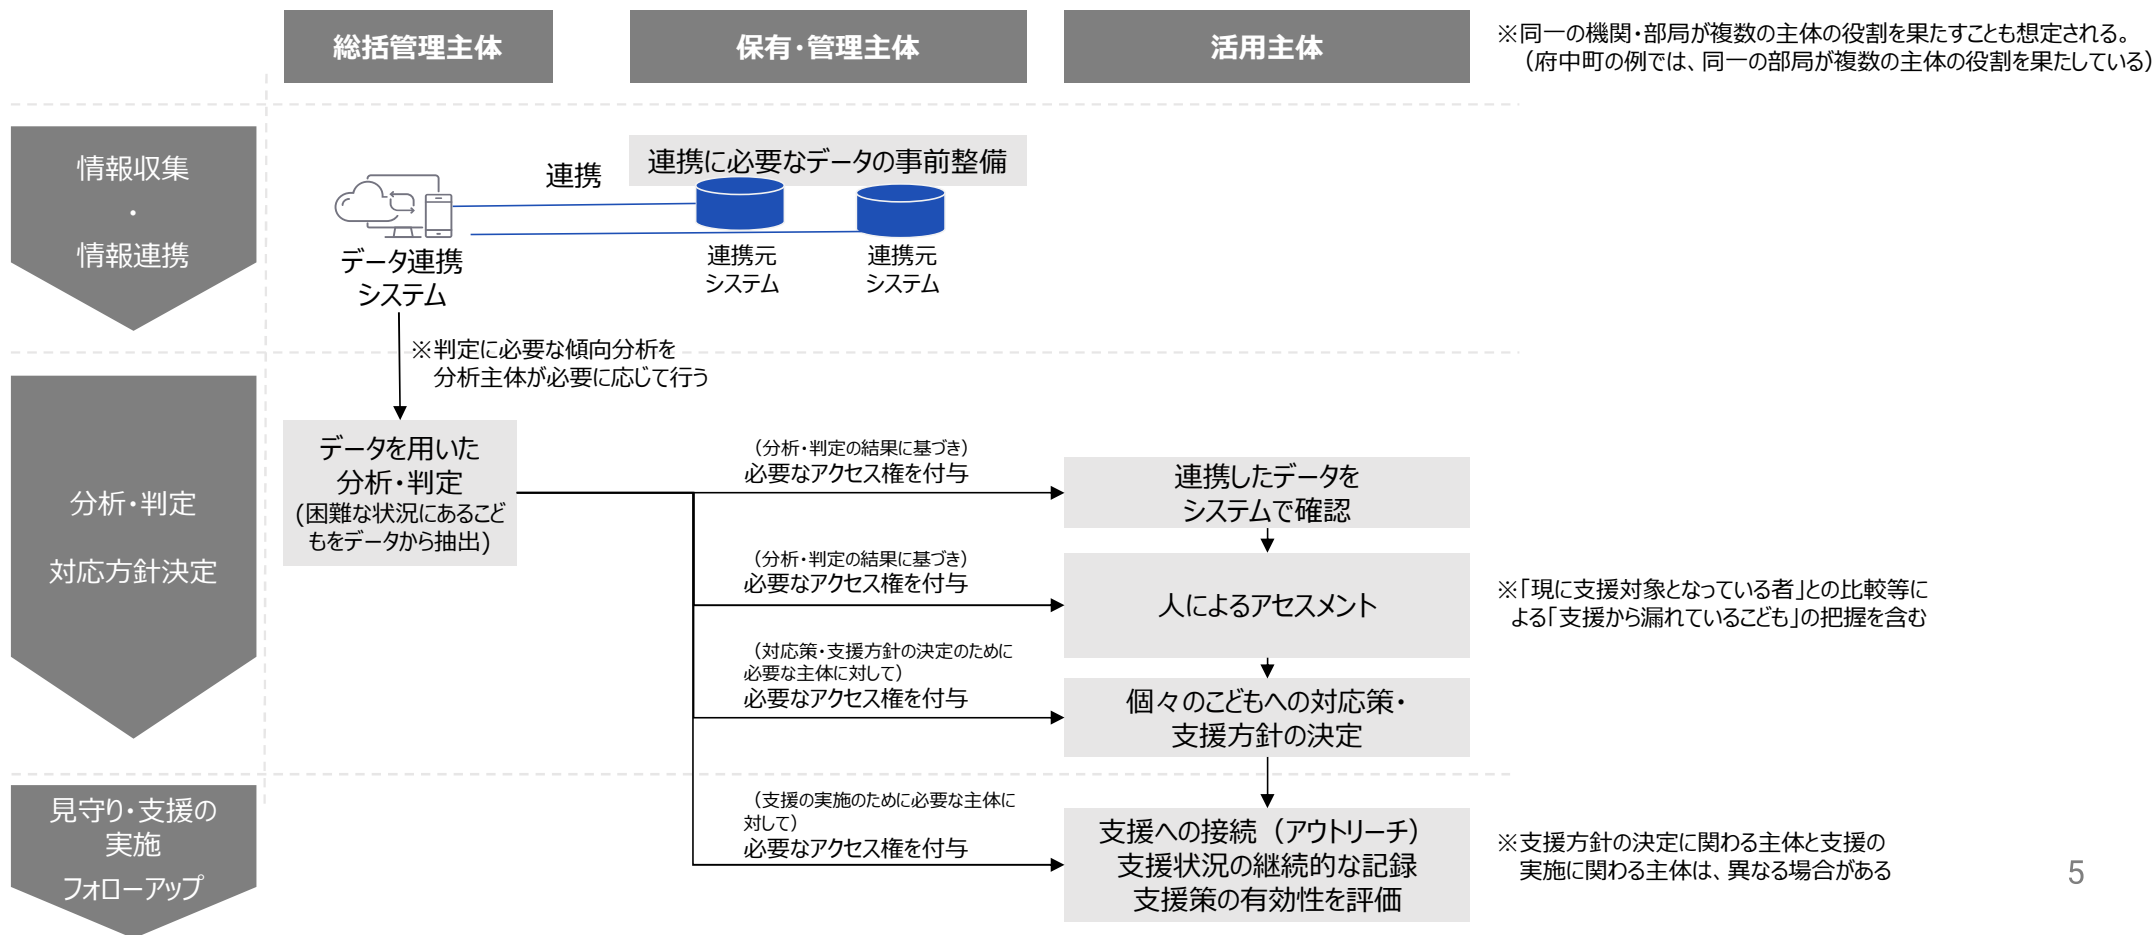 総括管理主体
保有・管理主体
活用主体
※同一の機関・部局が複数の主体の役割を果たすことも想定される。
（府中町の例では、同一の部局が複数の主体の役割を果たしている）
情報収集
・
情報連携
連携
連携に必要なデータの事前整備
データ連携
システム
連携元
システム
連携元
システム
※判定に必要な傾向分析を
分析主体が必要に応じて行う
分析・判定
対応方針決定
データを用いた
分析・判定
(困難な状況にあるこど
もをデータから抽出)
（分析・判定の結果に基づき）
必要なアクセス権を付与
連携したデータを
システムで確認
（分析・判定の結果に基づき）
必要なアクセス権を付与
人によるアセスメント
※「現に支援対象となっている者」との比較等に
よる「支援から漏れているこども」の把握を含む
（対応策・支援方針の決定のために
必要な主体に対して）
必要なアクセス権を付与
個々のこどもへの対応策・
支援方針の決定
見守り・支援の
実施
フォローアップ
（支援の実施のために必要な主体に
対して）
必要なアクセス権を付与
支援への接続（アウトリーチ）
支援状況の継続的な記録
支援策の有効性を評価
※支援方針の決定に関わる主体と支援の
実施に関わる主体は、異なる場合がある
5